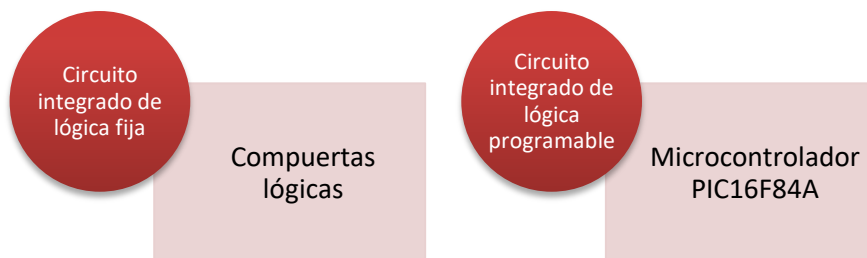 Circuito
integrado de
lógica fija
Compuertas
lógicas
Circuito
integrado de
lógica
programable
Microcontrolador
PIC16F84A